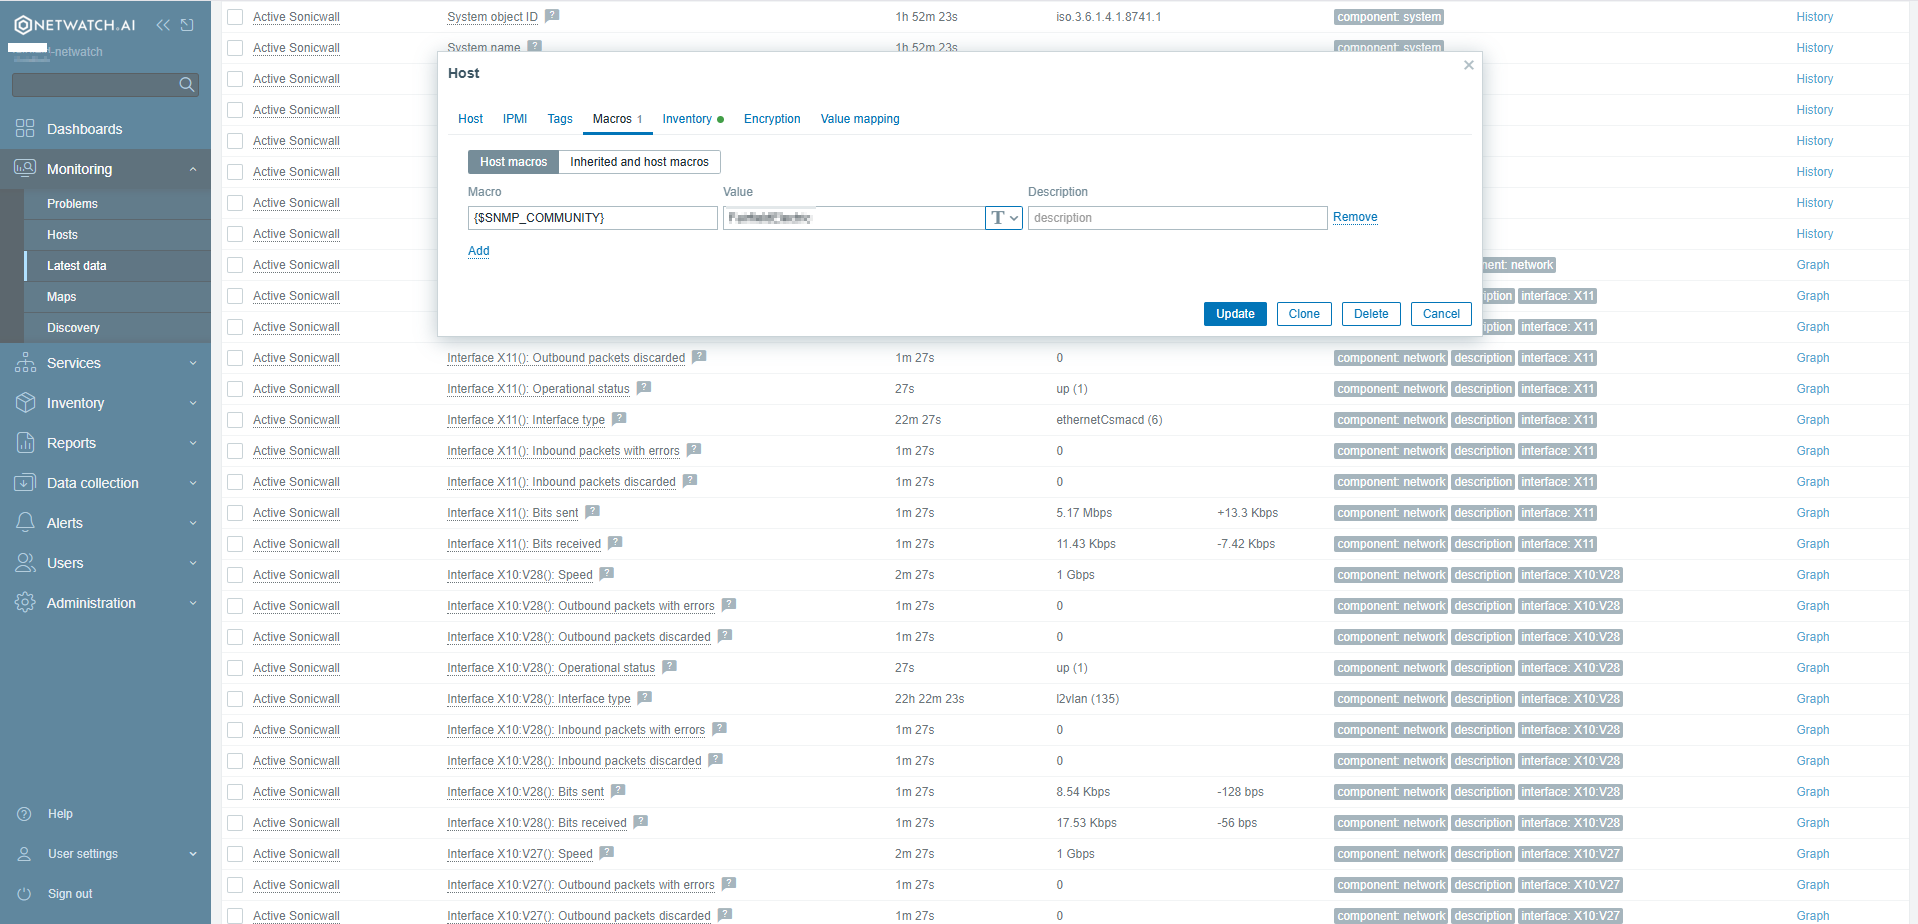 NETWATCH.AI
-netwatch
Dashboards
Monitoring
Problems
Hosts
Latest data
Maps
Discovery
Services
Inventory
Reports
Data collection
Alerts
Users
Administration
Help
User settings
Sign out
Active Sonicwall System object ID ? 1h 52m 23s iso.3.6.1.4.1.8741.1 component: system History
Active Sonicwall System name ? 1h 52m 23s component: system History
Active Sonicwall History
Active Sonicwall History
Active Sonicwall History
Active Sonicwall History
Active Sonicwall History
Active Sonicwall History
Active Sonicwall network Graph
Active Sonicwall interface: X11 Graph
Active Sonicwall interface: X11 Graph
Host
Host IPMI Tags Macros 1 Inventory Encryption Value mapping
Host macros Inherited and host macros
Macro Value Description
{$SNMP_COMMUNITY} T description Remove
Add
Update Clone Delete Cancel
Active Sonicwall Interface X11(): Outbound packets discarded ? 1m 27s 0 component: network description interface: X11 Graph
Active Sonicwall Interface X11(): Operational status ? 27s up (1) component: network description interface: X11 Graph
Active Sonicwall Interface X11(): Interface type ? 22m 27s ethernetCsmacd (6) component: network description interface: X11 Graph
Active Sonicwall Interface X11(): Inbound packets with errors ? 1m 27s 0 component: network description interface: X11 Graph
Active Sonicwall Interface X11(): Inbound packets discarded ? 1m 27s 0 component: network description interface: X11 Graph
Active Sonicwall Interface X11(): Bits sent ? 1m 27s 5.17 Mbps +13.3 Kbps component: network description interface: X11 Graph
Active Sonicwall Interface X11(): Bits received ? 1m 27s 11.43 Kbps -7.42 Kbps component: network description interface: X11 Graph
Active Sonicwall Interface X10:V28(): Speed ? 2m 27s 1 Gbps component: network description interface: X10:V28 Graph
Active Sonicwall Interface X10:V28(): Outbound packets with errors ? 1m 27s 0 component: network description interface: X10:V28 Graph
Active Sonicwall Interface X10:V28(): Outbound packets discarded ? 1m 27s 0 component: network description interface: X10:V28 Graph
Active Sonicwall Interface X10:V28(): Operational status ? 27s up (1) component: network description interface: X10:V28 Graph
Active Sonicwall Interface X10:V28(): Interface type ? 22h 22m 23s l2vlan (135) component: network description interface: X10:V28 Graph
Active Sonicwall Interface X10:V28(): Inbound packets with errors ? 1m 27s 0 component: network description interface: X10:V28 Graph
Active Sonicwall Interface X10:V28(): Inbound packets discarded ? 1m 27s 0 component: network description interface: X10:V28 Graph
Active Sonicwall Interface X10:V28(): Bits sent ? 1m 27s 8.54 Kbps -128 bps component: network description interface: X10:V28 Graph
Active Sonicwall Interface X10:V28(): Bits received ? 1m 27s 17.53 Kbps -56 bps component: network description interface: X10:V28 Graph
Active Sonicwall Interface X10:V27(): Speed ? 2m 27s 1 Gbps component: network description interface: X10:V27 Graph
Active Sonicwall Interface X10:V27(): Outbound packets with errors ? 1m 27s 0 component: network description interface: X10:V27 Graph
Active Sonicwall Interface X10:V27(): Outbound packets discarded ? 1m 27s 0 component: network description interface: X10:V27 Graph